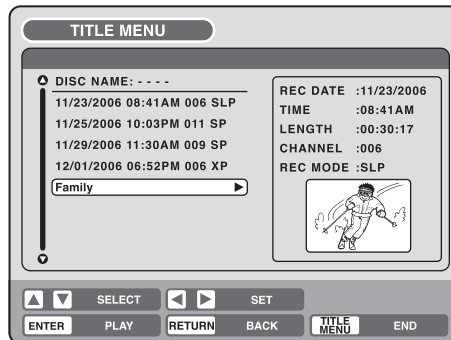 TITLE MENU
DISC NAME: - - - -
11/23/2006 08:41AM 006 SLP
11/25/2006 10:03PM 011 SP
11/29/2006 11:30AM 009 SP
12/01/2006 06:52PM 006 XP
Family
REC DATE :11/23/2006
TIME :08:41AM
LENGTH :00:30:17
CHANNEL :006
REC MODE :SLP
SELECT SET
ENTER PLAY RETURN BACK TITLE MENU END